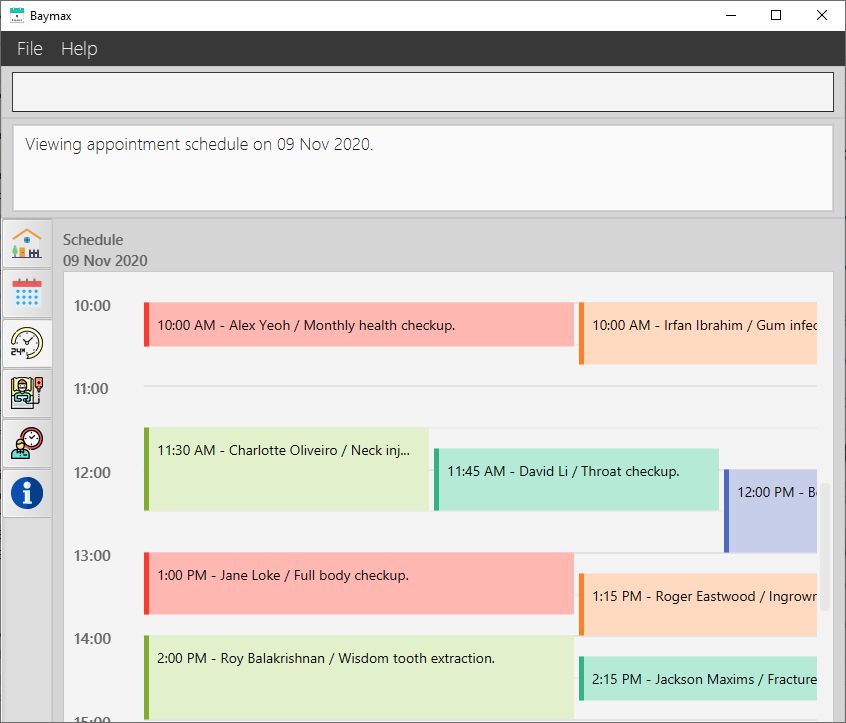 Baymax
File Help
Viewing appointment schedule on 09 Nov 2020.
Schedule
09 Nov 2020
10:00
10:00 AM - Alex Yeoh / Monthly health checkup.
10:00 AM - Irfan Ibrahim / Gum infec
11:00
11:30 AM - Charlotte Oliveiro / Neck inj...
11:45 AM - David Li / Throat checkup.
12:00
12:00 PM - B
13:00
1:00 PM - Jane Loke / Full body checkup.
1:15 PM - Roger Eastwood / Ingrown
14:00
2:00 PM - Roy Balakrishnan / Wisdom tooth extraction.
2:15 PM - Jackson Maxims / Fracture
15:00